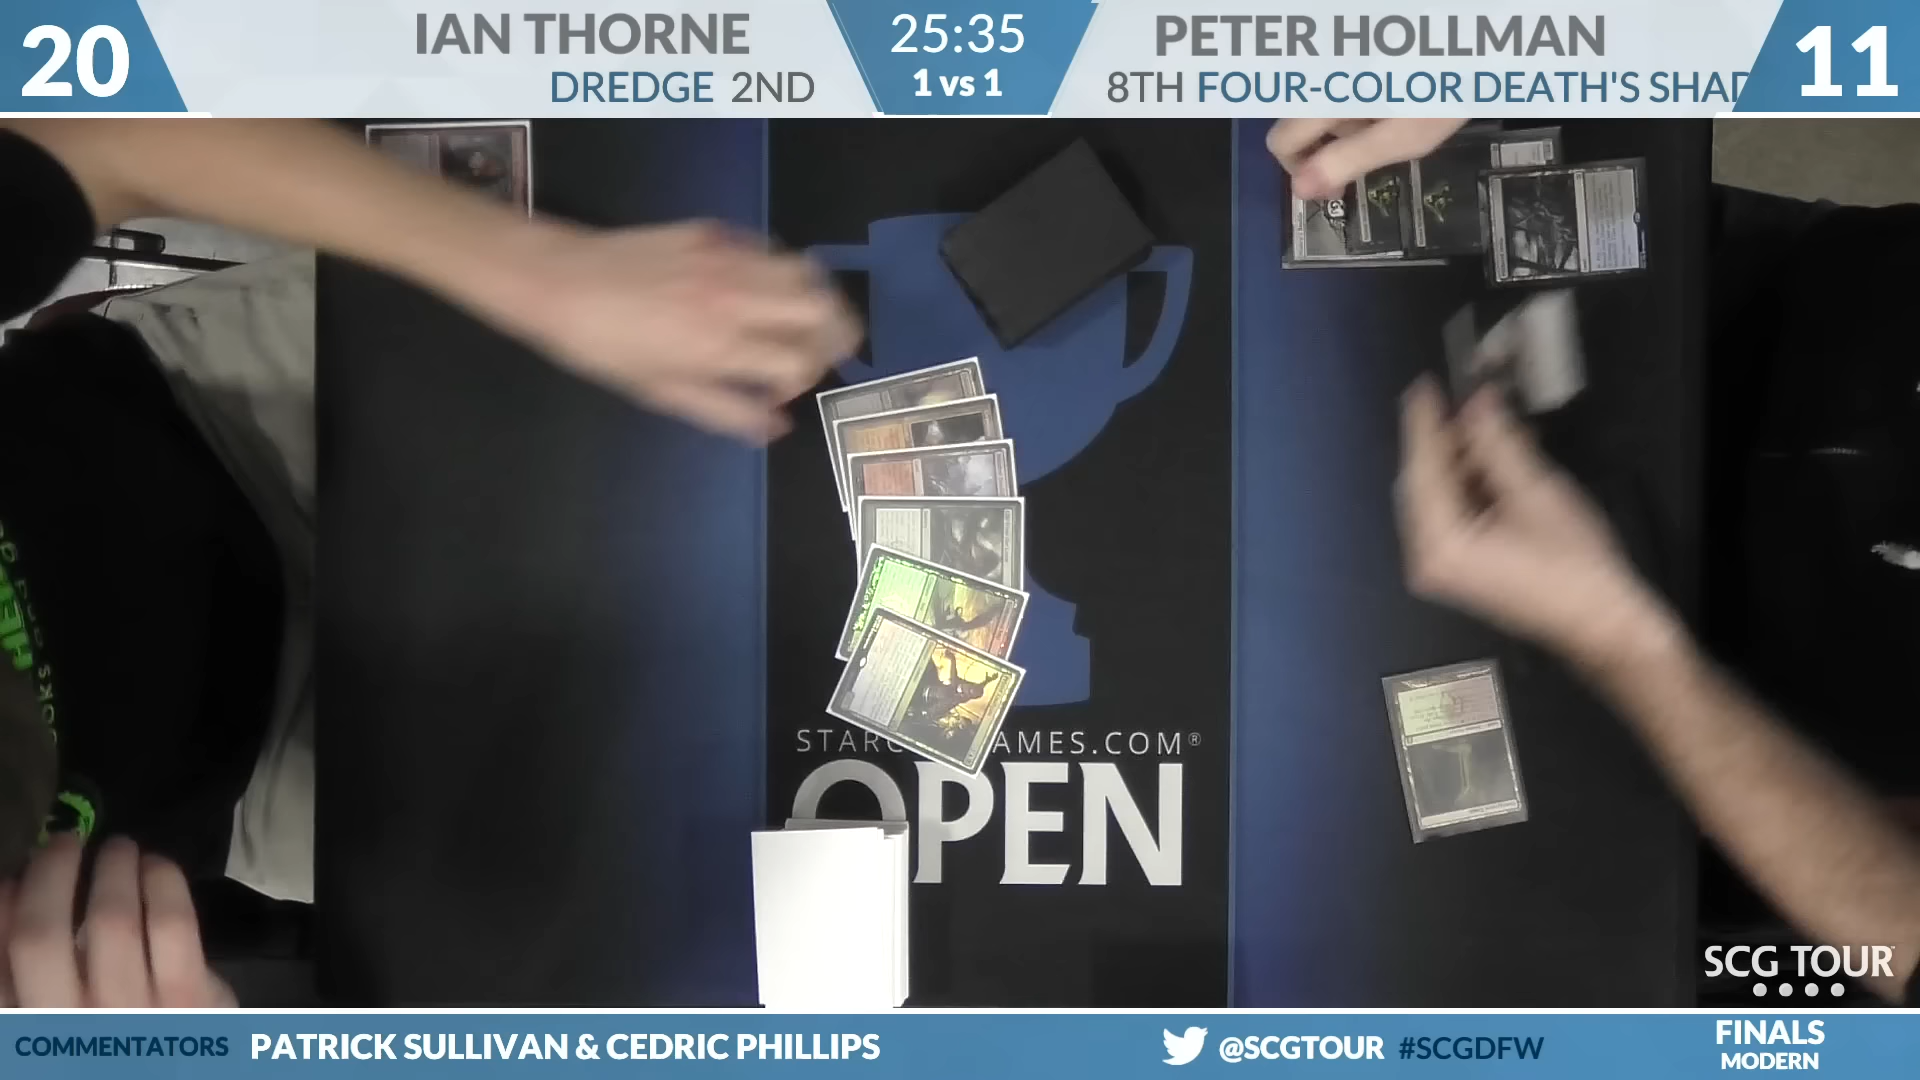 20
IAN THORNE
DREDGE 2ND
25:35
1 vs 1
PETER HOLLMAN
8TH FOUR-COLOR DEATH'S SHAD
11
STARC AMES.COM®
OPEN
SCG TOUR
COMMENTATORS PATRICK SULLIVAN & CEDRIC PHILLIPS
@SCGTOUR #SCGDFW
FINALS
MODERN